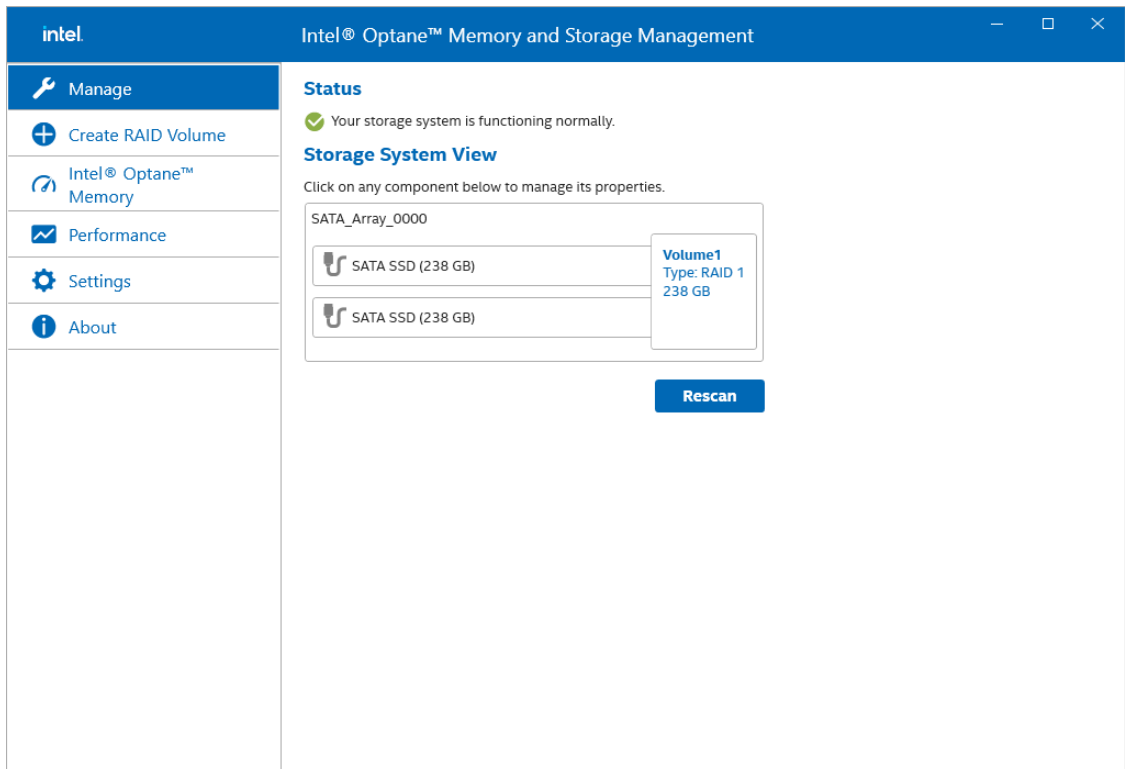 intel.
Intel® Optane™ Memory and Storage Management
Manage
Create RAID Volume
Intel® Optane™
Memory
Performance
Settings
About
Status
Your storage system is functioning normally.
Storage System View
Click on any component below to manage its properties.
SATA_Array_0000
SATA SSD (238 GB)
SATA SSD (238 GB)
Volume1
Type: RAID 1
238 GB
Rescan